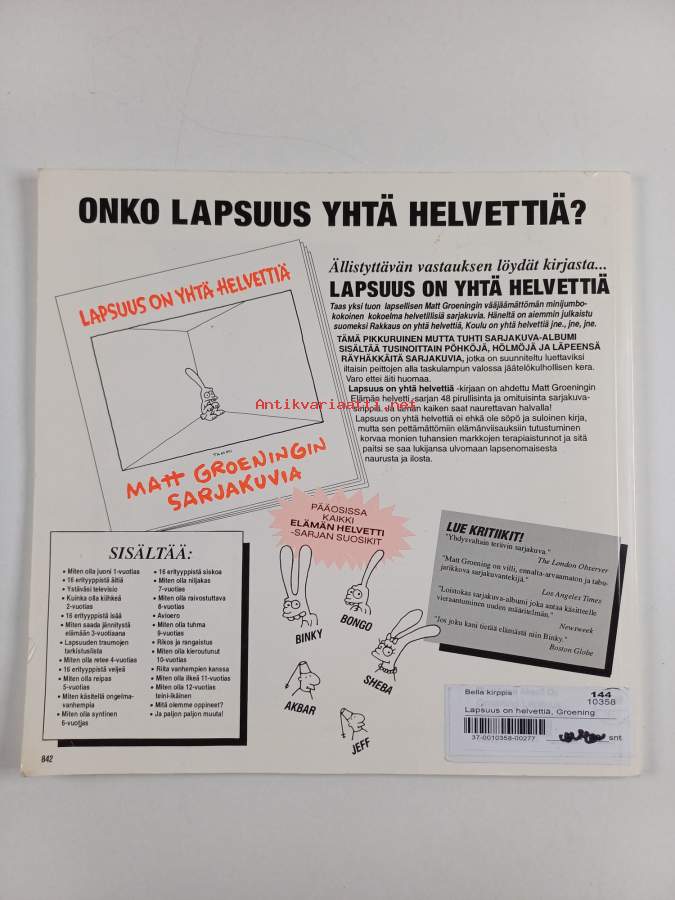 ONKO LAPSUUS YHTÄ HELVETTIÄ?
LAPSUUS ON YHTÄ HELVETTIÄ
MATT GROENINGIN
SARJAKUVIA
Ällistyttävän vastauksen löydät kirjasta...
LAPSUUS ON YHTÄ HELVETTIÄ
Taas yksi tuon lapsellisen Matt Groeningin vääjäämättömän minijumbo-
kokoinen kokoelma helvetillisiä sarjakuvia. Häneltä on aiemmin julkaistu
suomeksi Rakkaus on yhtä helvettiä, Koulu on yhtä helvettiä jne., jne, jne.
TÄMÄ PIKKURUINEN MUTTA TUHTI SARJAKUVA-ALBUMI
SISÄLTÄÄ TUSINOITTAIN PÖHKÖJÄ, HÖLMÖJÄ JA LÄPEENSÄ
RÄYHÄKKÄITÄ SARJAKUVIA, jotka on suunniteltu luettaviksi
iltaisin peittojen alla taskulampun valossa jäätelökulhollisen kera.
Varo ettei äiti huomaa.
Lapsuus on yhtä helvettiä -kirjaan on ahdettu Matt Groeningin
Elämän helvetti -sarjan 48 pirullisinta ja omituisinta sarjakuva-
strippiä. Ja tämän kaiken saat naurettavan halvalla!
Lapsuus on yhtä helvettiä ei ehkä ole söpö ja suloinen kirja,
mutta sen pettämättömiin elämänviisauksiin tutustuminen
korvaa monien tuhansien markkojen terapiaistunnot ja sitä
paitsi se saa lukijansa ulvomaan lapsenomaisesta
naurusta ja ilosta.
Antikvariaatti.net
PÄÄOSISSA
KAIKKI
ELÄMÄN HELVETTI
-SARJAN SUOSIKIT
BINKY
BONGO
SHEBA
AKBAR
JEFF
SISÄLTÄÄ:
• Miten olla juoni 1-vuotias
• 16 erityyppistä äitiä
• Ystäväsi televisio
• Kuinka olla kiihkeä
2-vuotias
• 16 erityyppistä isää
• Miten saada jännitystä
elämään 3-vuotiaana
• Lapsuuden traumojen
tarkistuslista
• Miten olla retee 4-vuotias
• 16 erityyppistä veljeä
• Miten olla reipas
5-vuotias
• Miten käsitellä ongelma-
vanhempia
• Miten olla syntinen
6-vuotias
• 16 erityyppistä siskoa
• Miten olla niljakas
7-vuotias
• Miten olla raivostuttava
8-vuotias
• Avioero
• Miten olla tuhma
9-vuotias
• Rikos ja rangaistus
• Miten olla kieroutunut
10-vuotias
• Riita vanhempien kanssa
• Miten olla ilkeä 11-vuotias
• Miten olla 12-vuotias
teini-ikäinen
• Mitä olemme oppineet?
• Ja paljon paljon muuta!
LUE KRITIIKIT!
"Yhdysvaltain terävin sarjakuva."
The London Observer
"Matt Groening on villi, ennalta-arvaamaton ja tabu-
ja rikkova sarjakuvantekijä."
Los Angeles Times
"Loistokas sarjakuva-albumi joka antaa käsitteelle
vieraantuminen uuden määritelmän."
Newsweek
"Jos joku kani tietää elämästä niin Binky."
Boston Globe
Bella kirppis
144
10358
Lapsuus on helvettiä, Groening
37-0010358-00277
snt
842